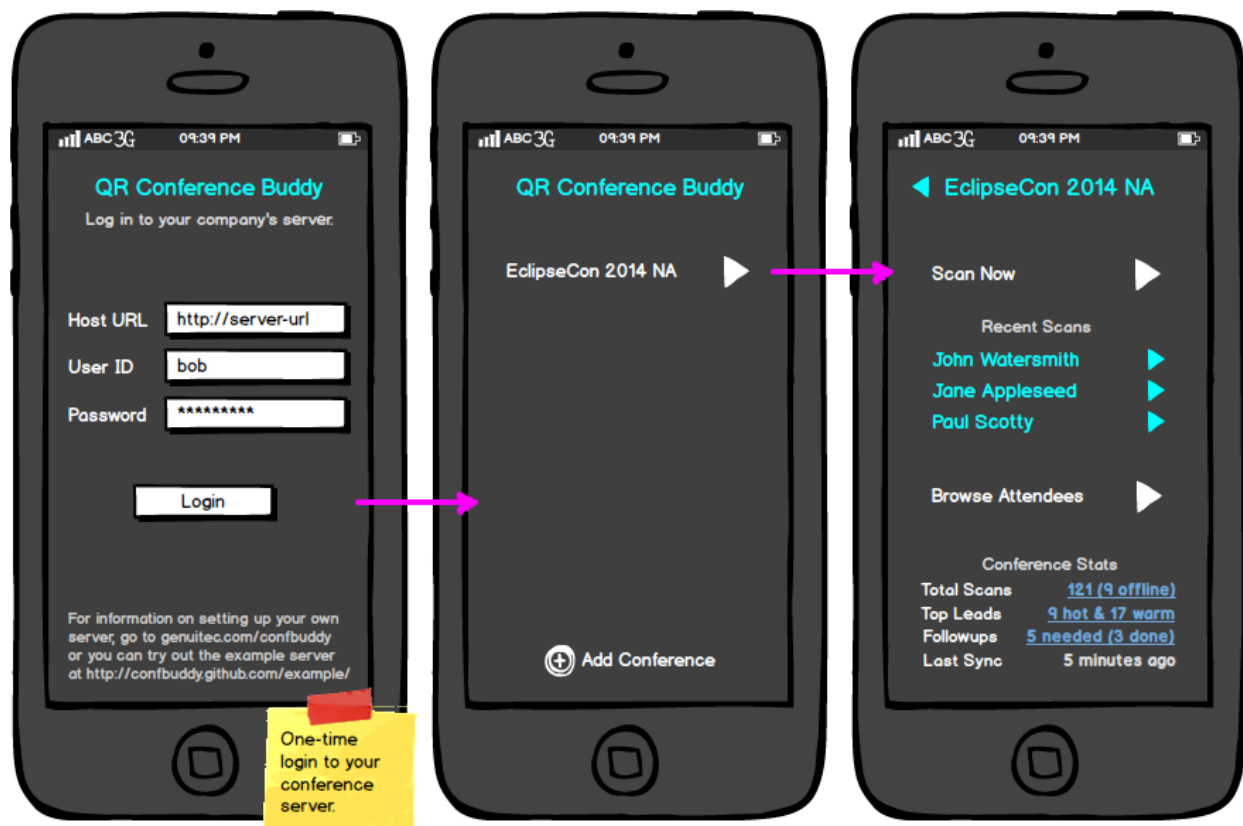 ABC 3G 09:39 PM
QR Conference Buddy
Log in to your company's server.
Host URL http://server-url
User ID bob
Password *********
Login
For information on setting up your own
server, go to genuitec.com/confbuddy
or you can try out the example server
at http://confbuddy.github.com/example/
One-time
login to your
conference
server.
ABC 3G 09:39 PM
QR Conference Buddy
EclipseCon 2014 NA
Add Conference
ABC 3G 09:39 PM
EclipseCon 2014 NA
Scan Now
Recent Scans
John Watersmith
Jane Appleseed
Paul Scotty
Browse Attendees
Conference Stats
Total Scans 121 (9 offline)
Top Leads 9 hot & 17 warm
Followups 5 needed (3 done)
Last Sync 5 minutes ago